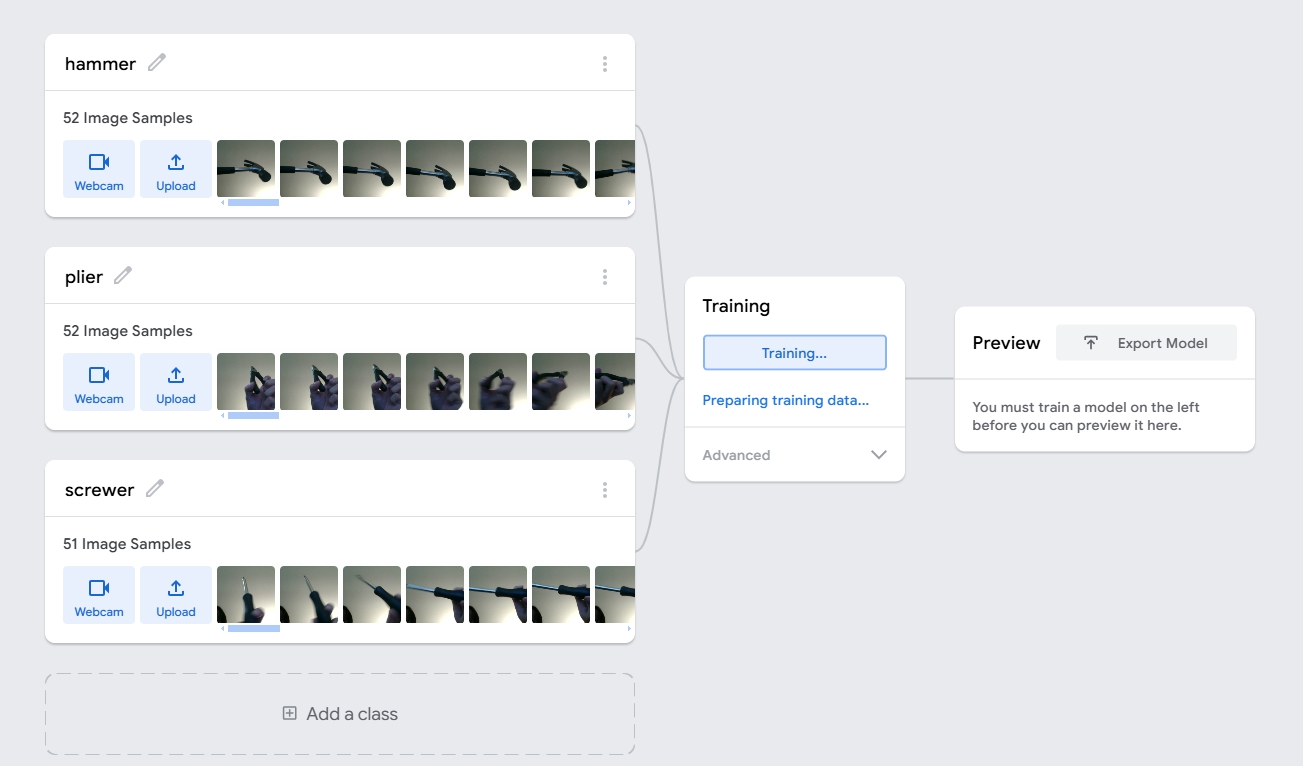 hammer
52 Image Samples
Webcam
Upload
plier
52 Image Samples
Webcam
Upload
screwer
51 Image Samples
Webcam
Upload
Add a class
Training
Training...
Preparing training data...
Advanced
Preview
Export Model
You must train a model on the left
before you can preview it here.